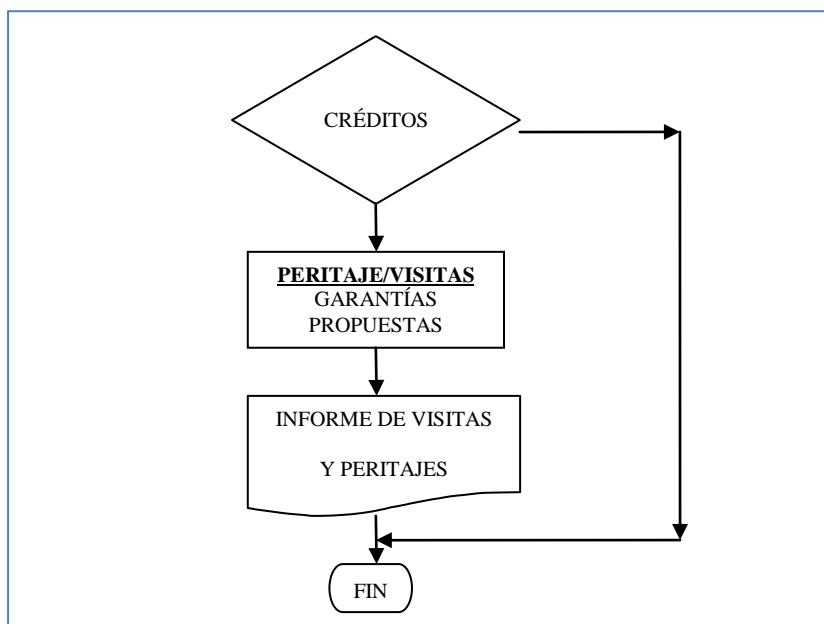 CRÉDITOS
PERITAJE/VISITAS
GARANTÍAS
PROPUESTAS
INFORME DE VISITAS
Y PERITAJES
FIN